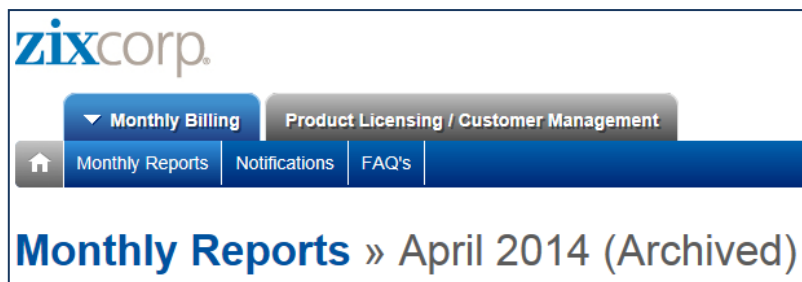 zixcorp®
Monthly Billing Product Licensing / Customer Management
Monthly Reports Notifications FAQ's
Monthly Reports » April 2014 (Archived)